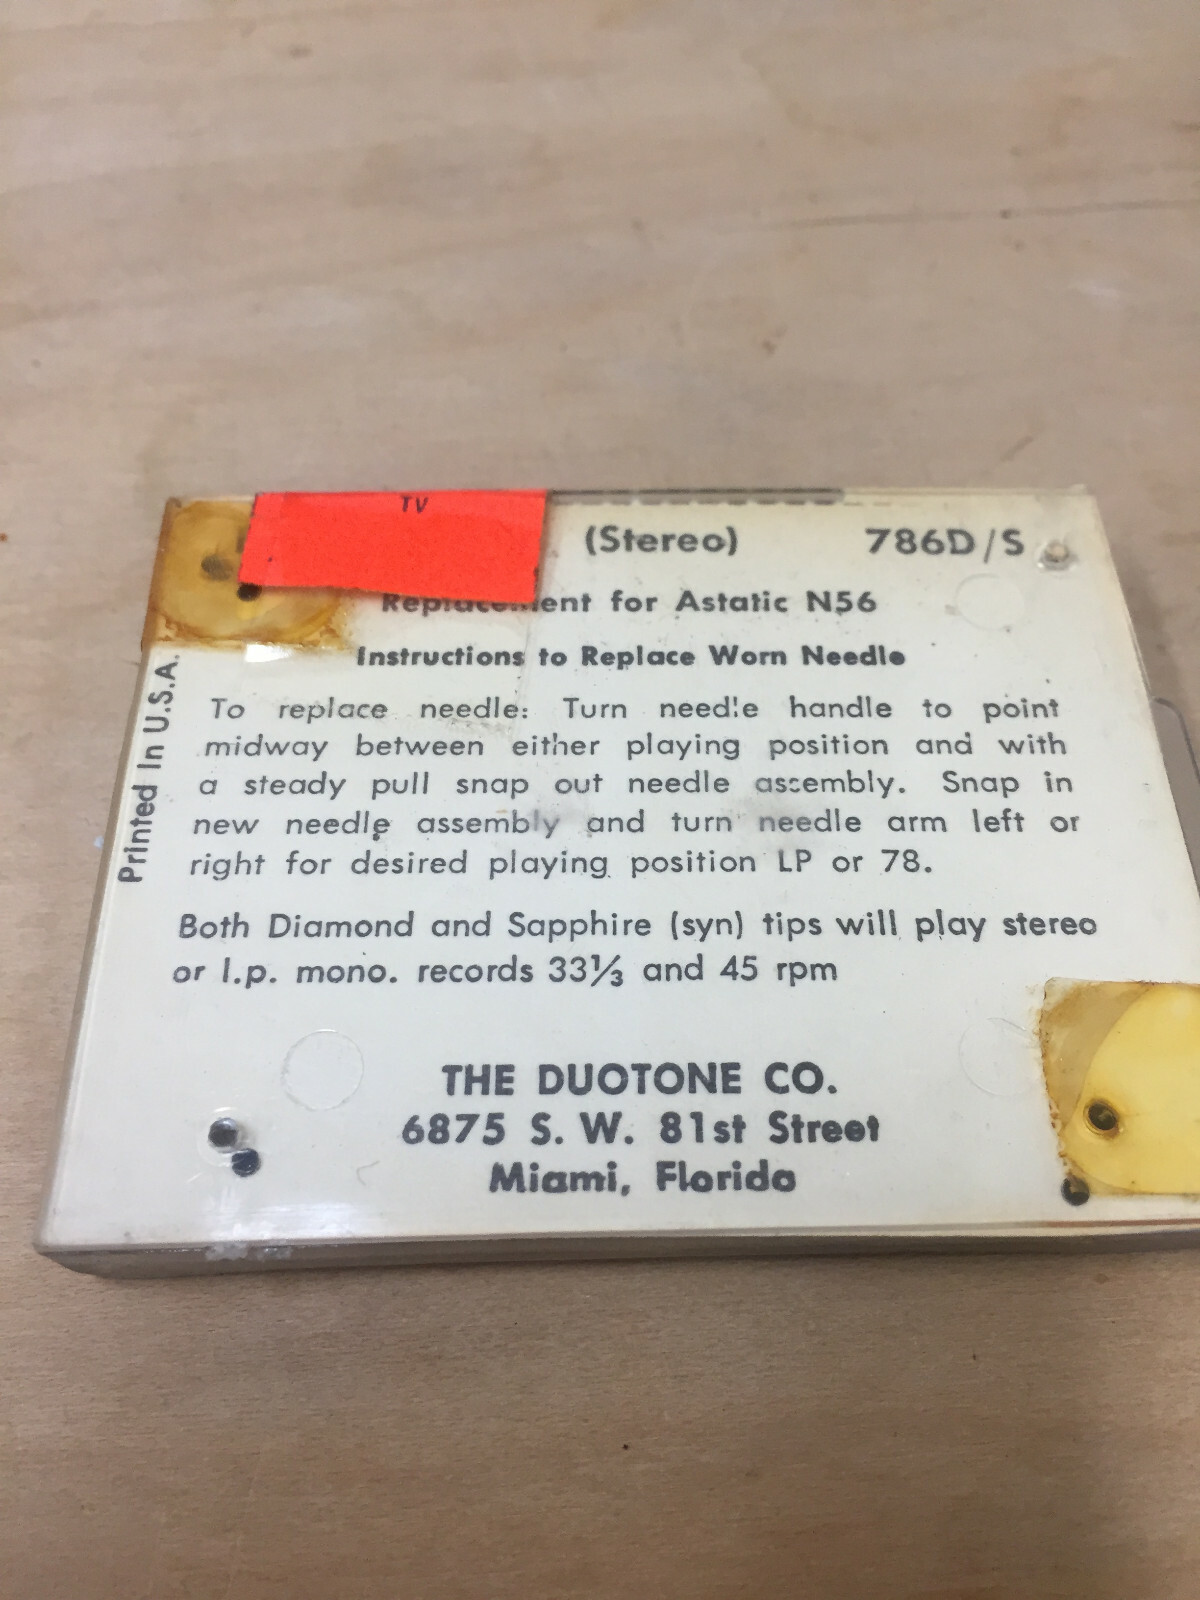 TV
(Stereo) 786D/S
Replacement for Astatic N56
Instructions to Replace Worn Needle
To replace needle: Turn needle handle to point
midway between either playing position and with
a steady pull snap out needle assembly. Snap in
new needle assembly and turn needle arm left or
right for desired playing position LP or 78.
Both Diamond and Sapphire (syn) tips will play stereo
or l.p. mono. records 33⅓ and 45 rpm
THE DUOTONE CO.
6875 S. W. 81st Street
Miami, Florida
Printed In U.S.A.